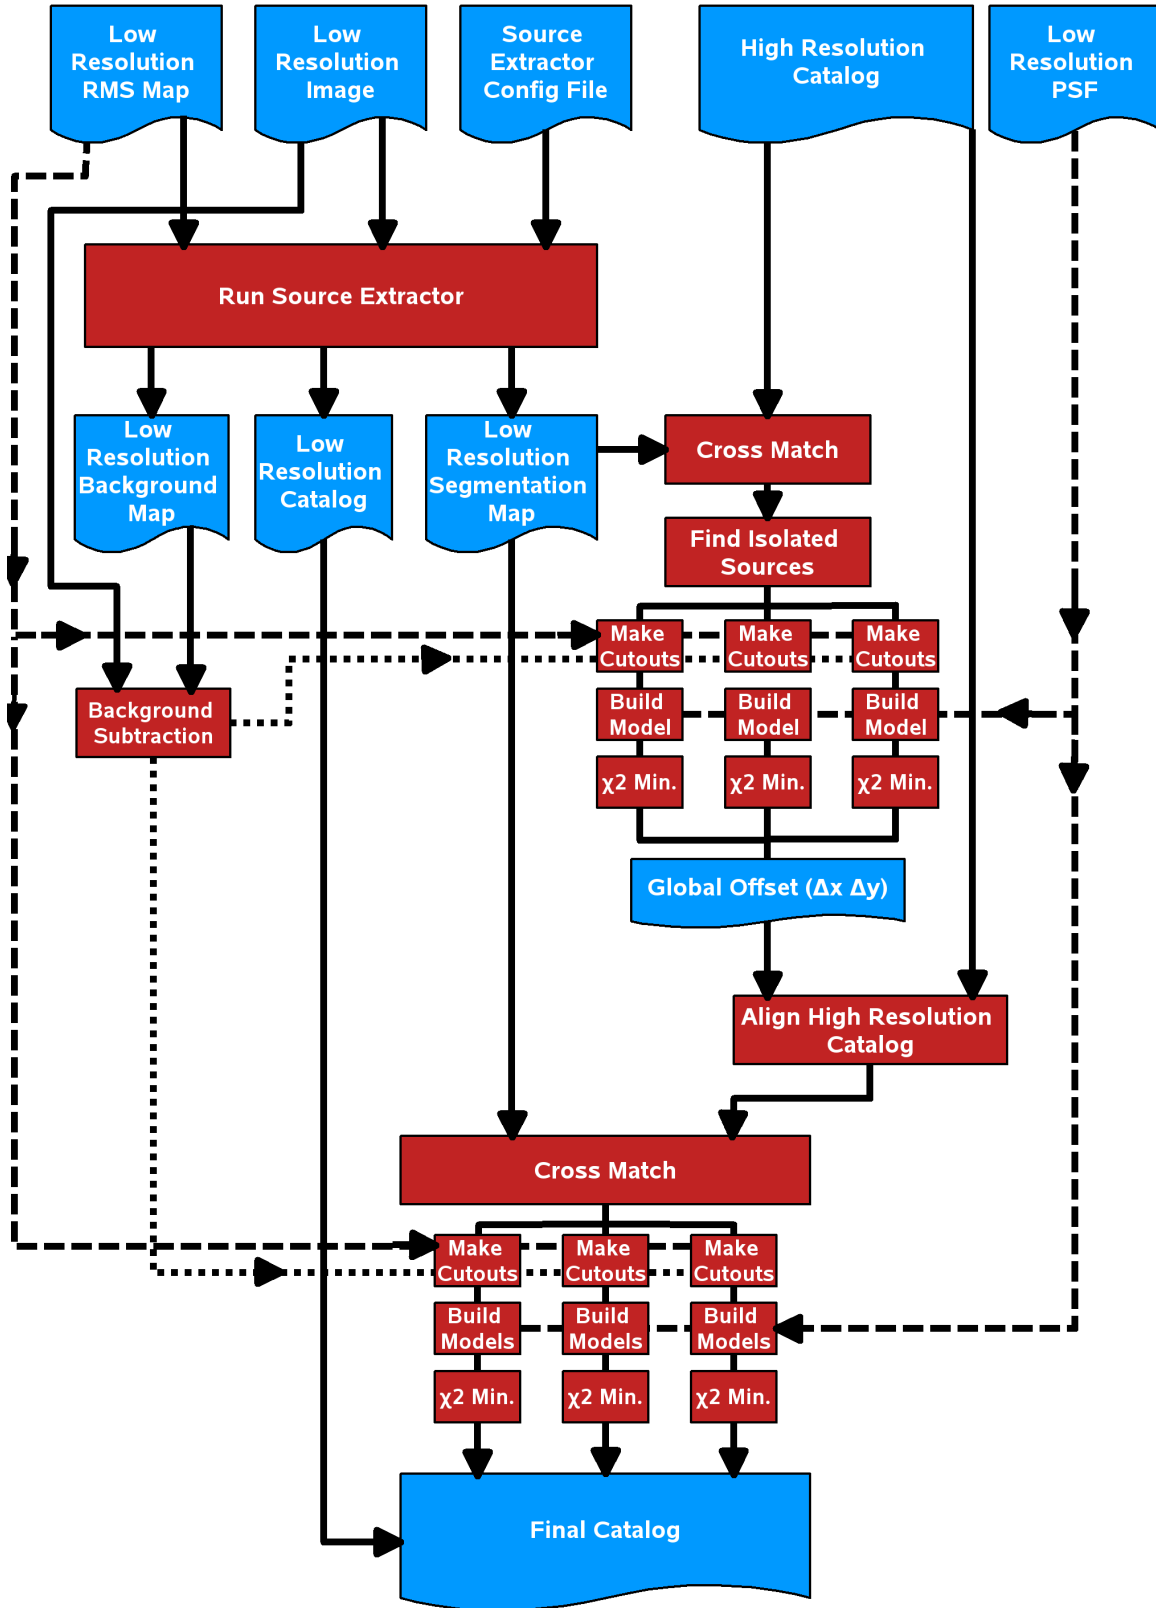 Low
Resolution
RMS Map
Low
Resolution
Image
Source
Extractor
Config File
High Resolution
Catalog
Low
Resolution
PSF
Run Source Extractor
Low
Resolution
Background
Map
Low
Resolution
Catalog
Low
Resolution
Segmentation
Map
Cross Match
Find Isolated
Sources
Make
Cutouts
Make
Cutouts
Make
Cutouts
Background
Subtraction
Build
Model
Build
Model
Build
Model
χ2 Min.
χ2 Min.
χ2 Min.
Global Offset (Δx Δy)
Align High Resolution
Catalog
Cross Match
Make
Cutouts
Make
Cutouts
Make
Cutouts
Build
Models
Build
Models
Build
Models
χ2 Min.
χ2 Min.
χ2 Min.
Final Catalog